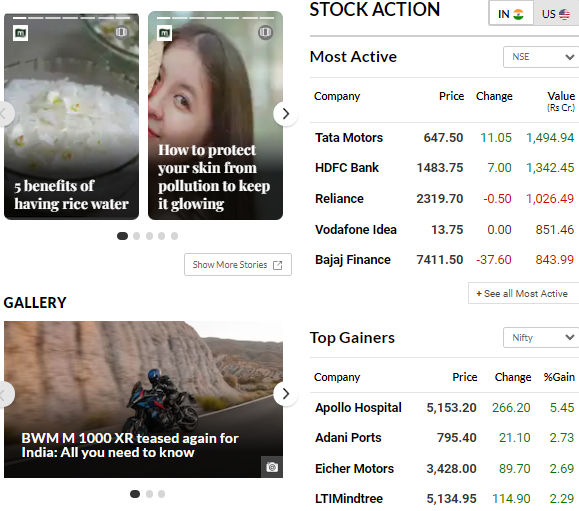 5 benefits of
having rice water
How to protect
your skin from
pollution to keep
it glowing
Show More Stories
GALLERY
BWM M 1000 XR teased again for
India: All you need to know
STOCK ACTION
IN US
Most Active NSE
Company Price Change Value
(Rs Cr.)
Tata Motors 647.50 11.05 1,494.94
HDFC Bank 1483.75 7.00 1,342.45
Reliance 2319.70 -0.50 1,026.49
Vodafone Idea 13.75 0.00 851.46
Bajaj Finance 7411.50 -37.60 843.99
+ See all Most Active
Top Gainers Nifty
Company Price Change %Gain
Apollo Hospital 5,153.20 266.20 5.45
Adani Ports 795.40 21.10 2.73
Eicher Motors 3,428.00 89.70 2.69
LTIMindtree 5,134.95 114.90 2.29